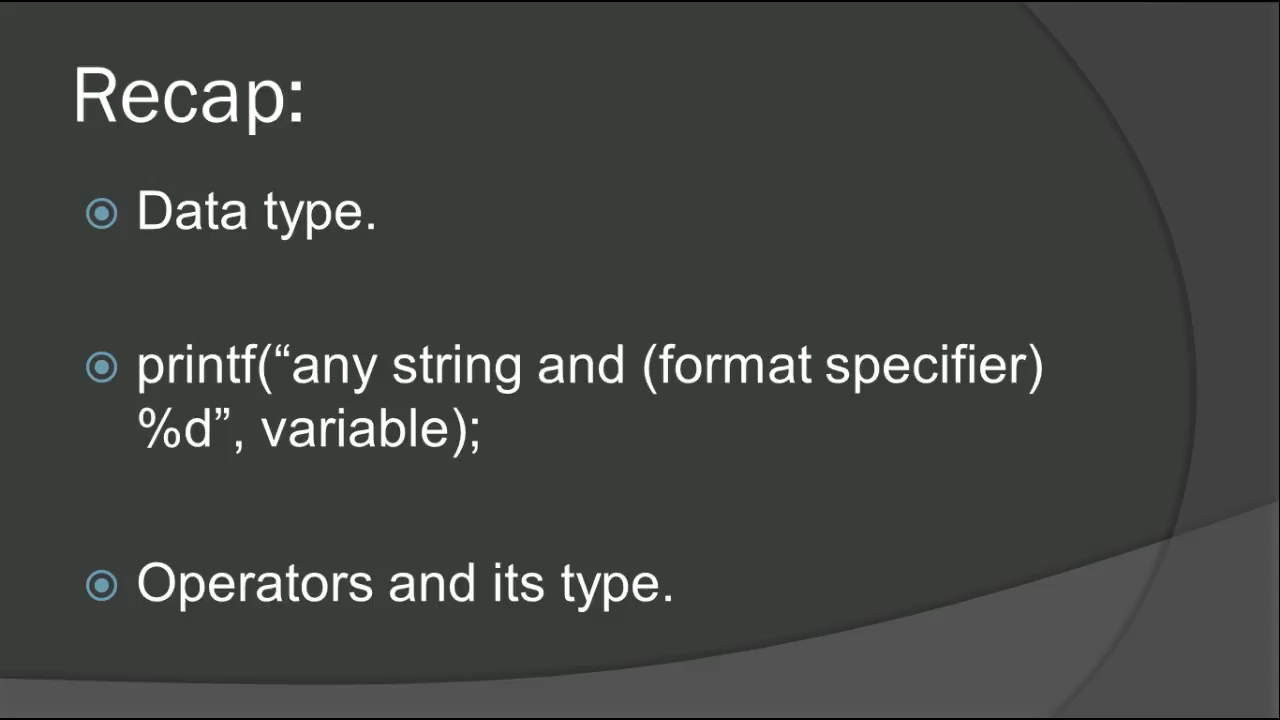 Recap:
Data type.
printf(“any string and (format specifier)
%d”, variable);
Operators and its type.